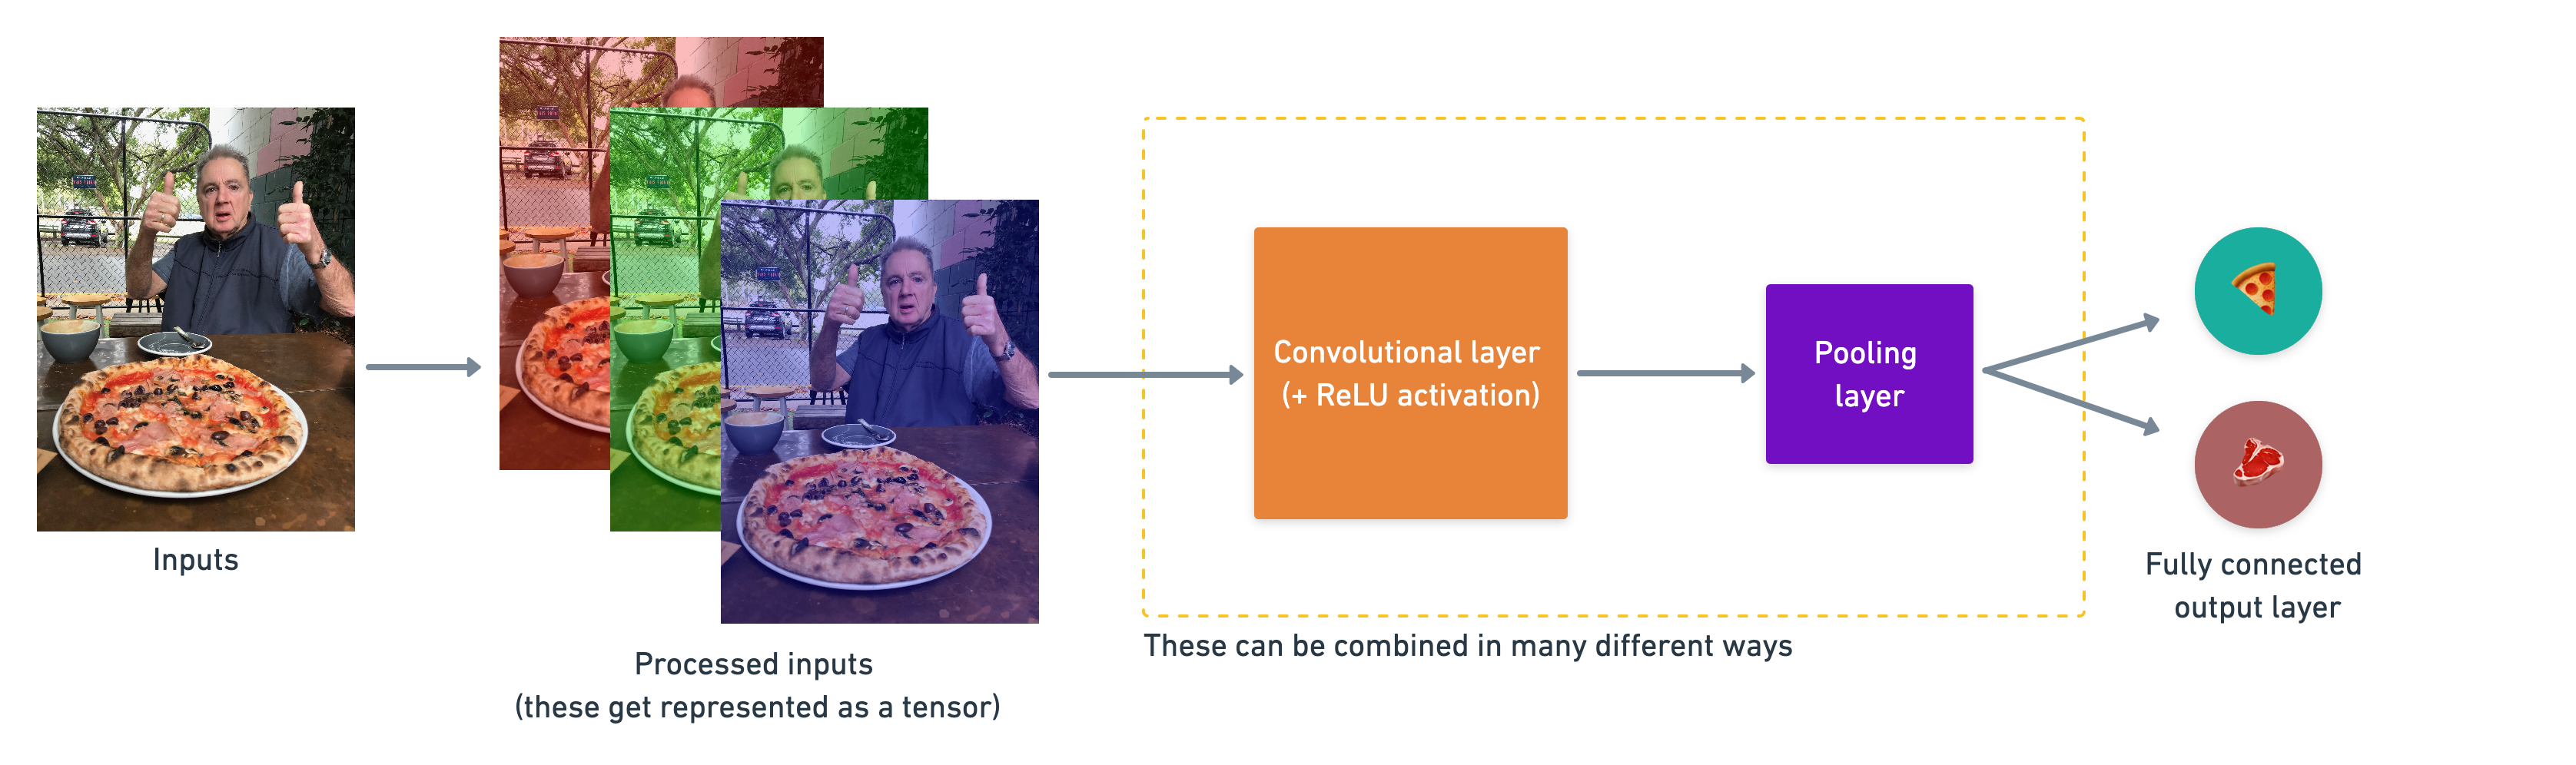 Inputs
Processed inputs
(these get represented as a tensor)
Convolutional layer
(+ ReLU activation)
Pooling
layer
These can be combined in many different ways
Fully connected
output layer